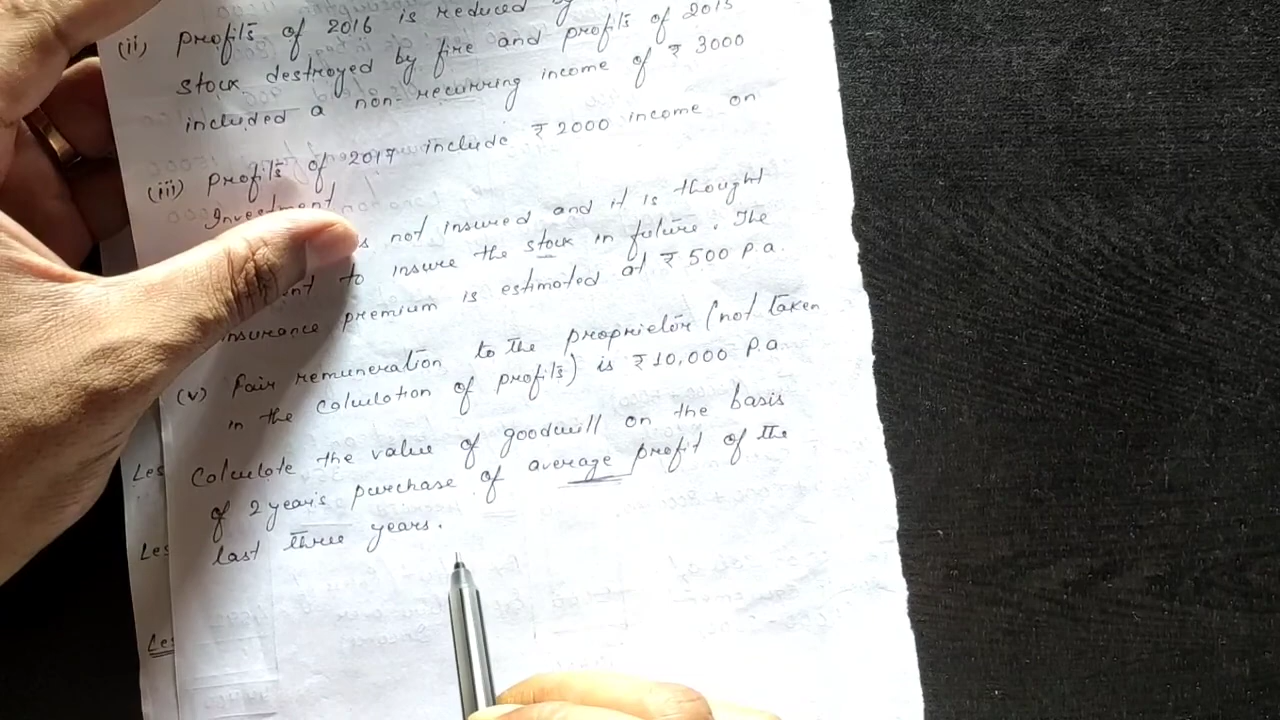 (ii) profits of 2016 is reduced
stock destroyed by fire and profits of 2015
included a non-recurring income of ₹ 3000
(iii) profits of 2017 include ₹ 2000 income on
Investment
is not insured and it is thought
to insure the stock in future. The
insurance premium is estimated at ₹ 500 p.a.
(v) Fair remuneration to the proprietor (not taken
in the calculation of profits) is ₹ 10,000 P.a.
Calculate the value of goodwill on the basis
of 2 year's purchase of average profit of the
last three years.
Les
Les
Les